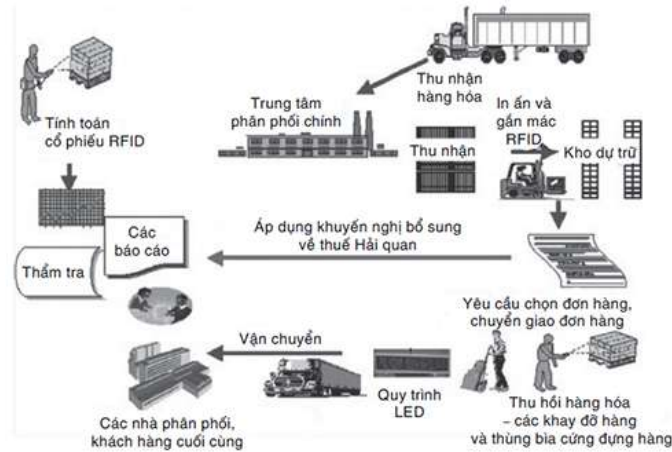 Thu nhận
hàng hóa
Tính toán
cổ phiếu RFID
Trung tâm
phân phối chính
Thu nhận
In ấn và
gắn mác
RFID
Kho dự trữ
Các
báo cáo
Thẩm tra
Áp dụng khuyến nghị bổ sung
về thuế Hải quan
Yêu cầu chọn đơn hàng,
chuyển giao đơn hàng
Vận chuyển
Quy trình
LED
Các nhà phân phối,
khách hàng cuối cùng
Thu hồi hàng hóa
– các khay đỡ hàng
và thùng bìa cứng đựng hàng